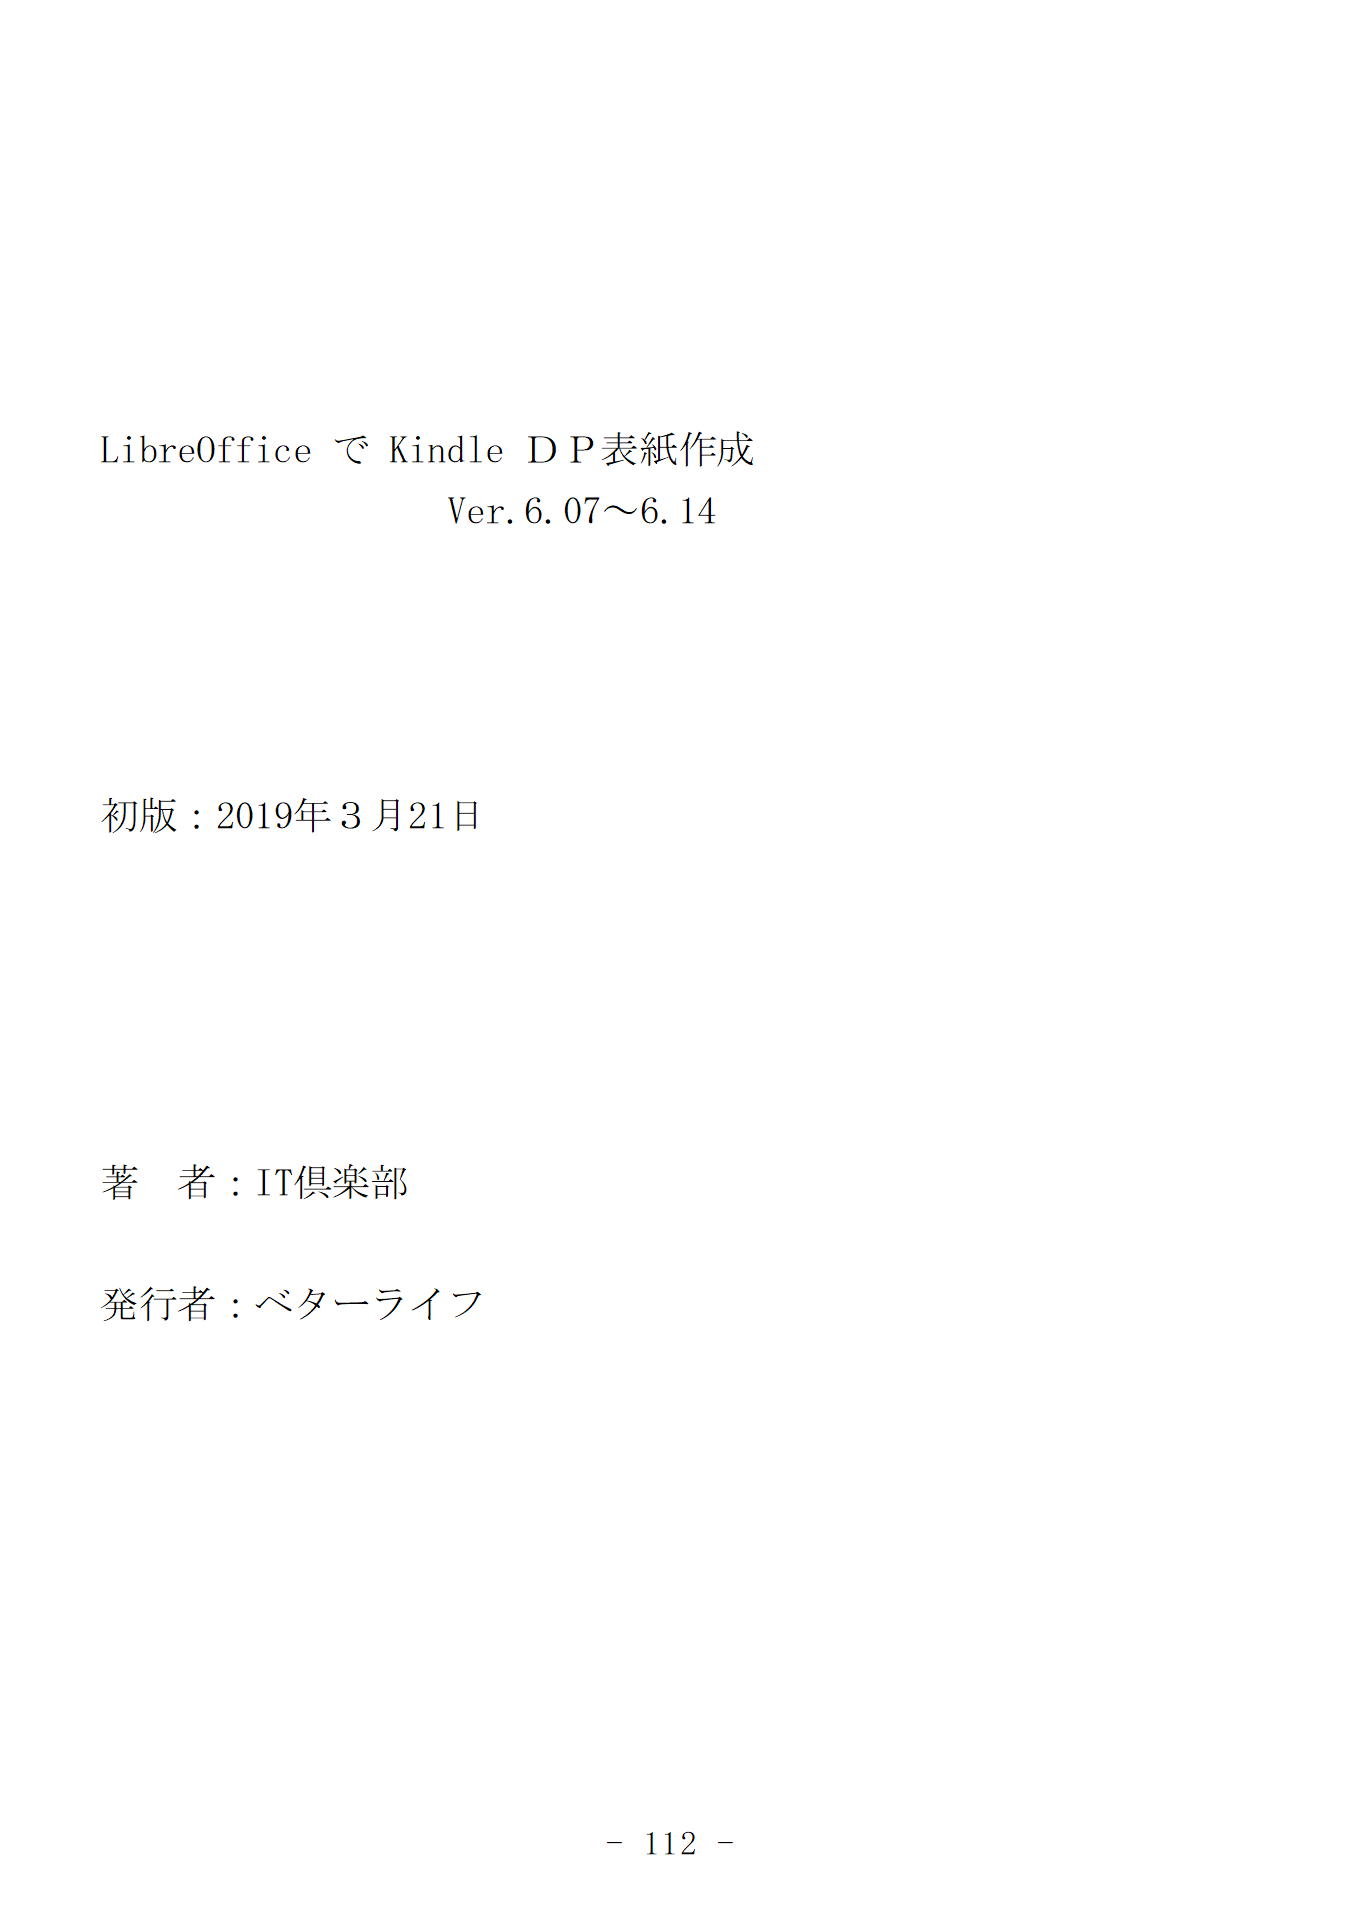 LibreOffice で Kindle ＤＰ表紙作成
Ver.6.07～6.14
初版：2019年３月21日
著　者：IT倶楽部
発行者：ベターライフ
- 112 -